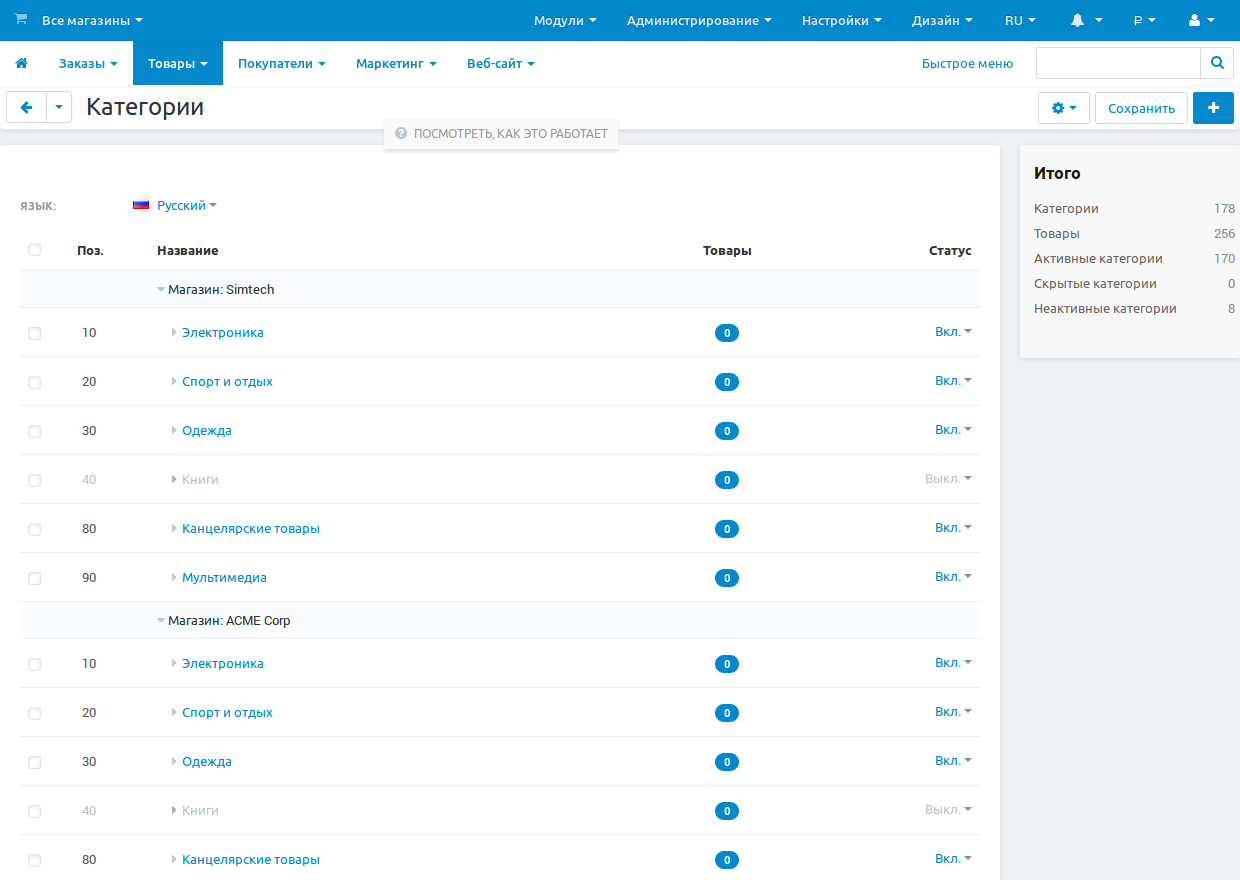 Все магазины Модули Администрирование Настройки Дизайн RU ₽
Заказы Товары Покупатели Маркетинг Веб-сайт Быстрое меню
Категории Сохранить
ПОСМОТРЕТЬ, КАК ЭТО РАБОТАЕТ
ЯЗЫК: Русский
Поз. Название Товары Статус
Магазин: Simtech
10 Электроника 0 Вкл.
20 Спорт и отдых 0 Вкл.
30 Одежда 0 Вкл.
40 Книги 0 Выкл.
80 Канцелярские товары 0 Вкл.
90 Мультимедиа 0 Вкл.
Магазин: ACME Corp
10 Электроника 0 Вкл.
20 Спорт и отдых 0 Вкл.
30 Одежда 0 Вкл.
40 Книги 0 Выкл.
80 Канцелярские товары 0 Вкл.
Итого
Категории 178
Товары 256
Активные категории 170
Скрытые категории 0
Неактивные категории 8